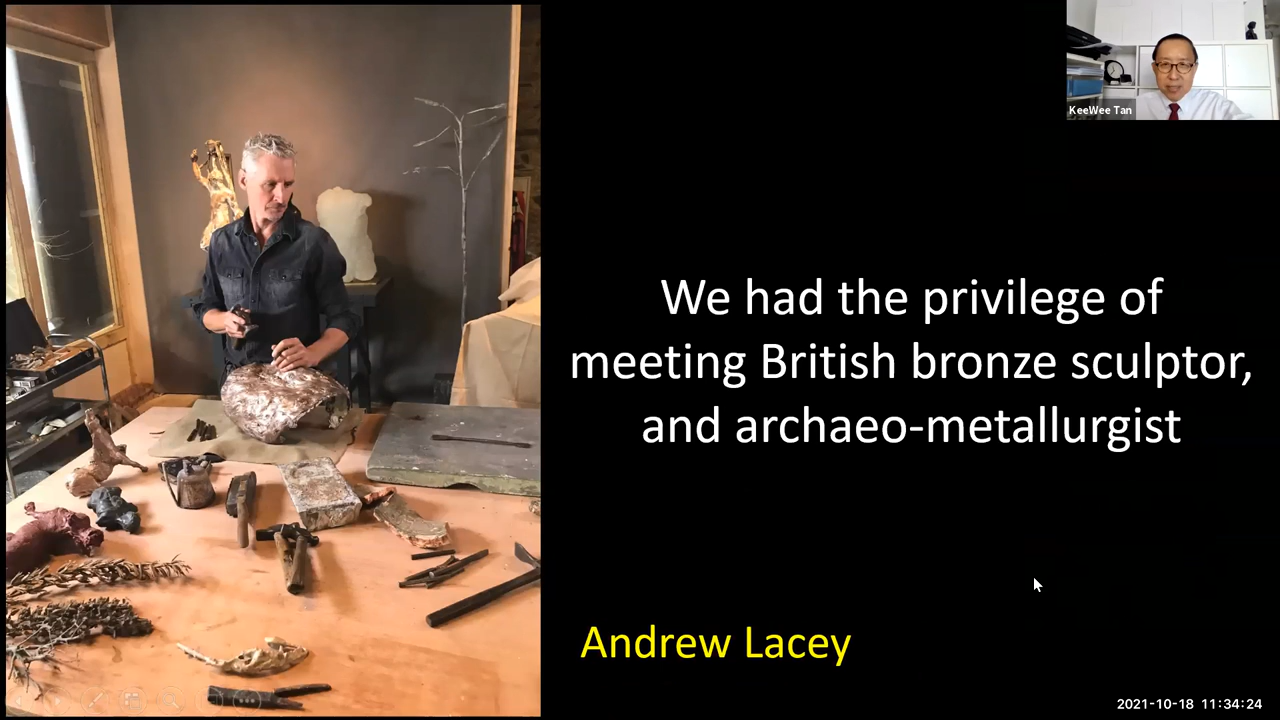 KeeWee Tan
We had the privilege of
meeting British bronze sculptor,
and archaeo-metallurgist
Andrew Lacey
2021-10-18 11:34:24